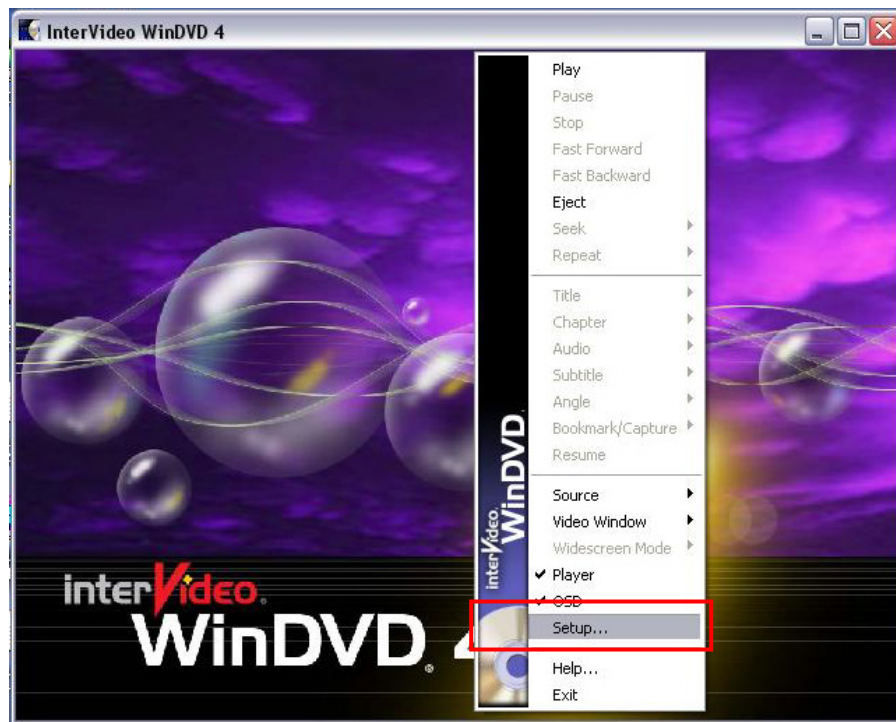 InterVideo WinDVD 4
Play
Pause
Stop
Fast Forward
Fast Backward
Eject
Seek
Repeat
Title
Chapter
Audio
Subtitle
Angle
Bookmark/Capture
Resume
Source
Video Window
Widescreen Mode
Player
OSD
Setup...
Help...
Exit
interVideo.
WinDVD.
interVideo.
WinDVD® 4